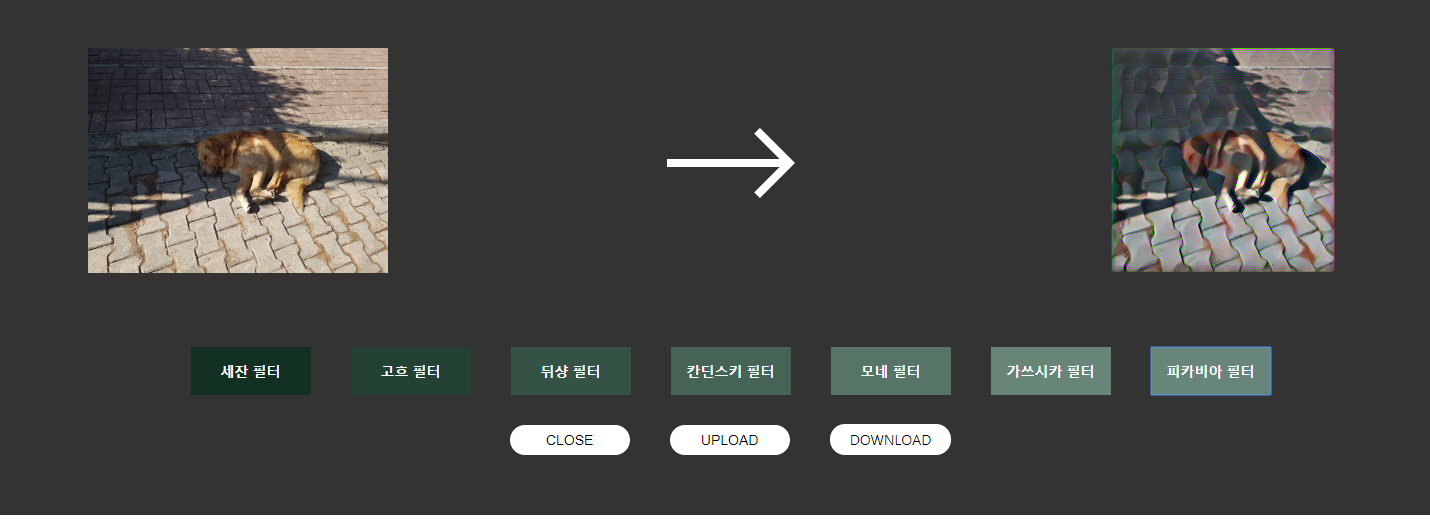 세잔 필터
고흐 필터
뒤샹 필터
칸딘스키 필터
모네 필터
가쓰시카 필터
피카비아 필터
CLOSE
UPLOAD
DOWNLOAD